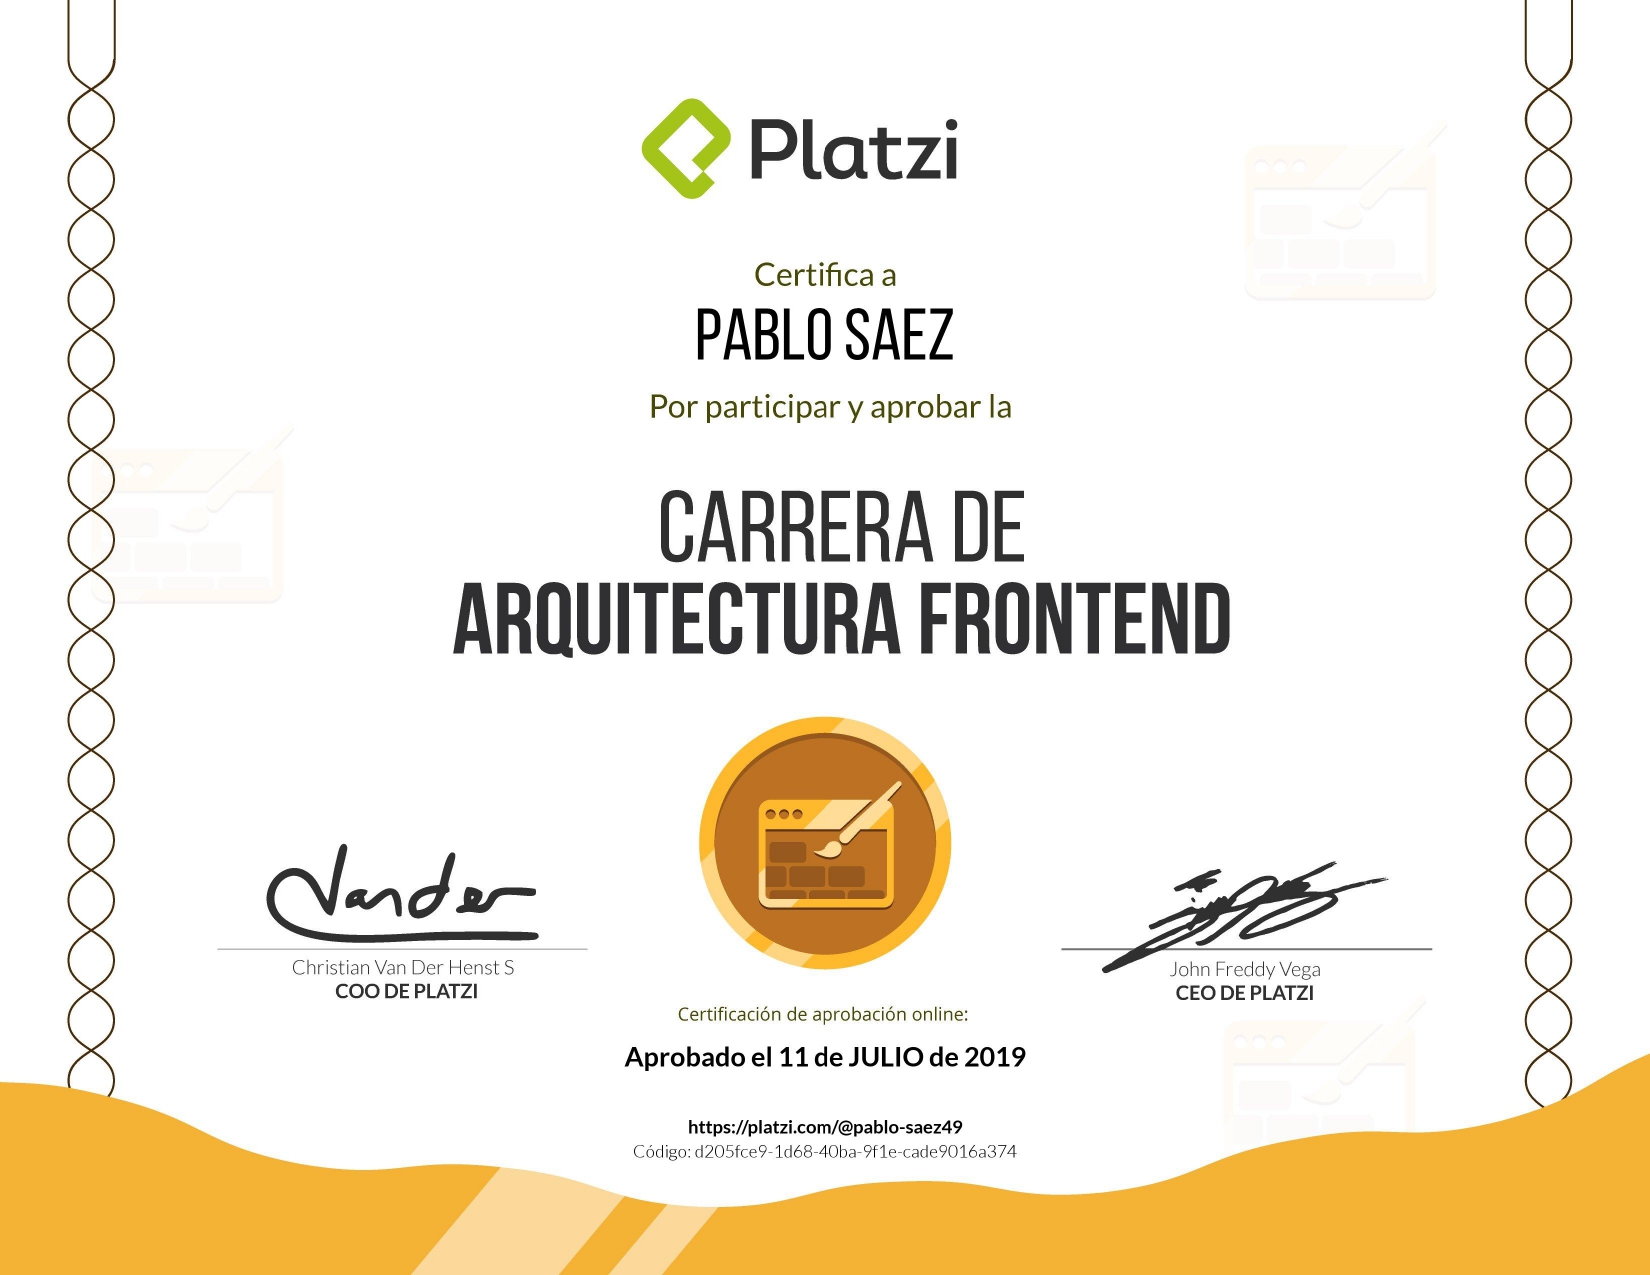 Platzi
Certifica a
PABLO SAEZ
Por participar y aprobar la
CARRERA DE
ARQUITECTURA FRONTEND
Vander
Christian Van Der Henst S
COO DE PLATZI
John Freddy Vega
CEO DE PLATZI
Certificación de aprobación online:
Aprobado el 11 de JULIO de 2019
https://platzi.com/@pablo-saez49
Código: d205fce9-1d68-40ba-9f1e-cade9016a374